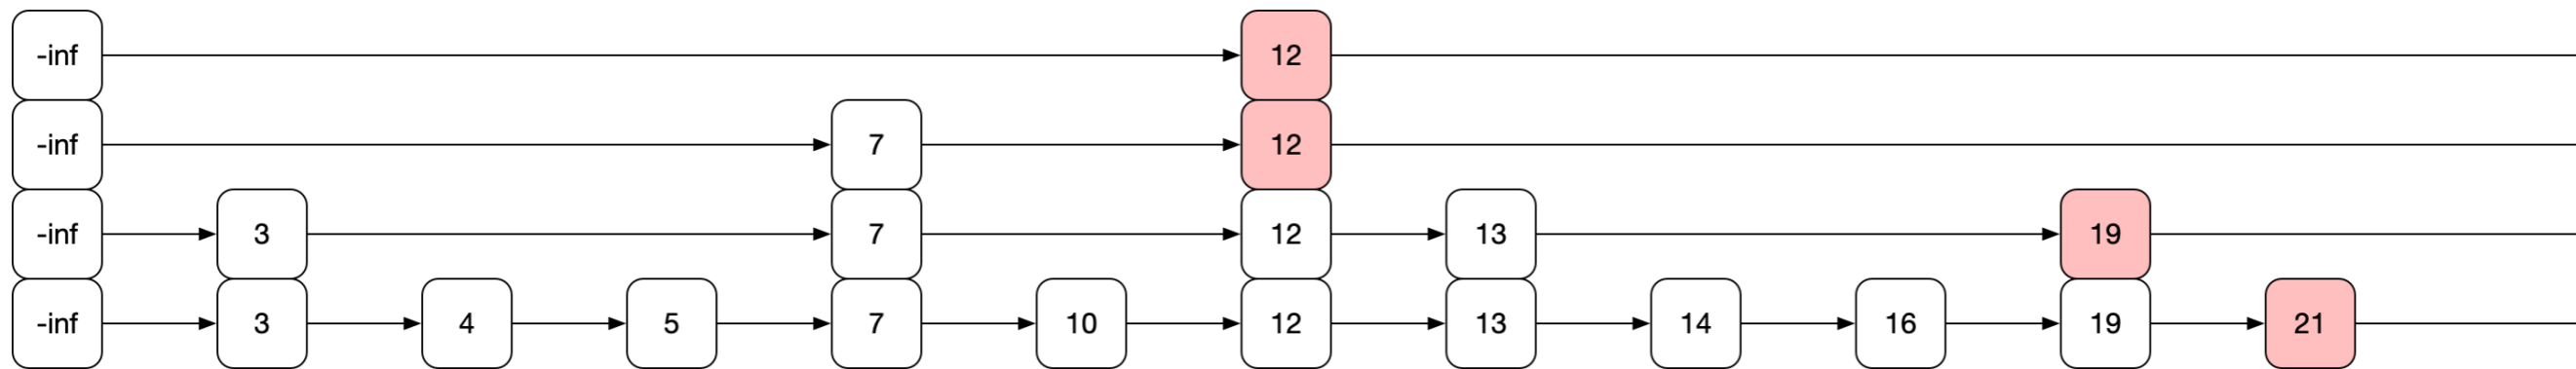 -inf 12
-inf 7 12
-inf 3 7 12 13 19
-inf 3 4 5 7 10 12 13 14 16 19 21